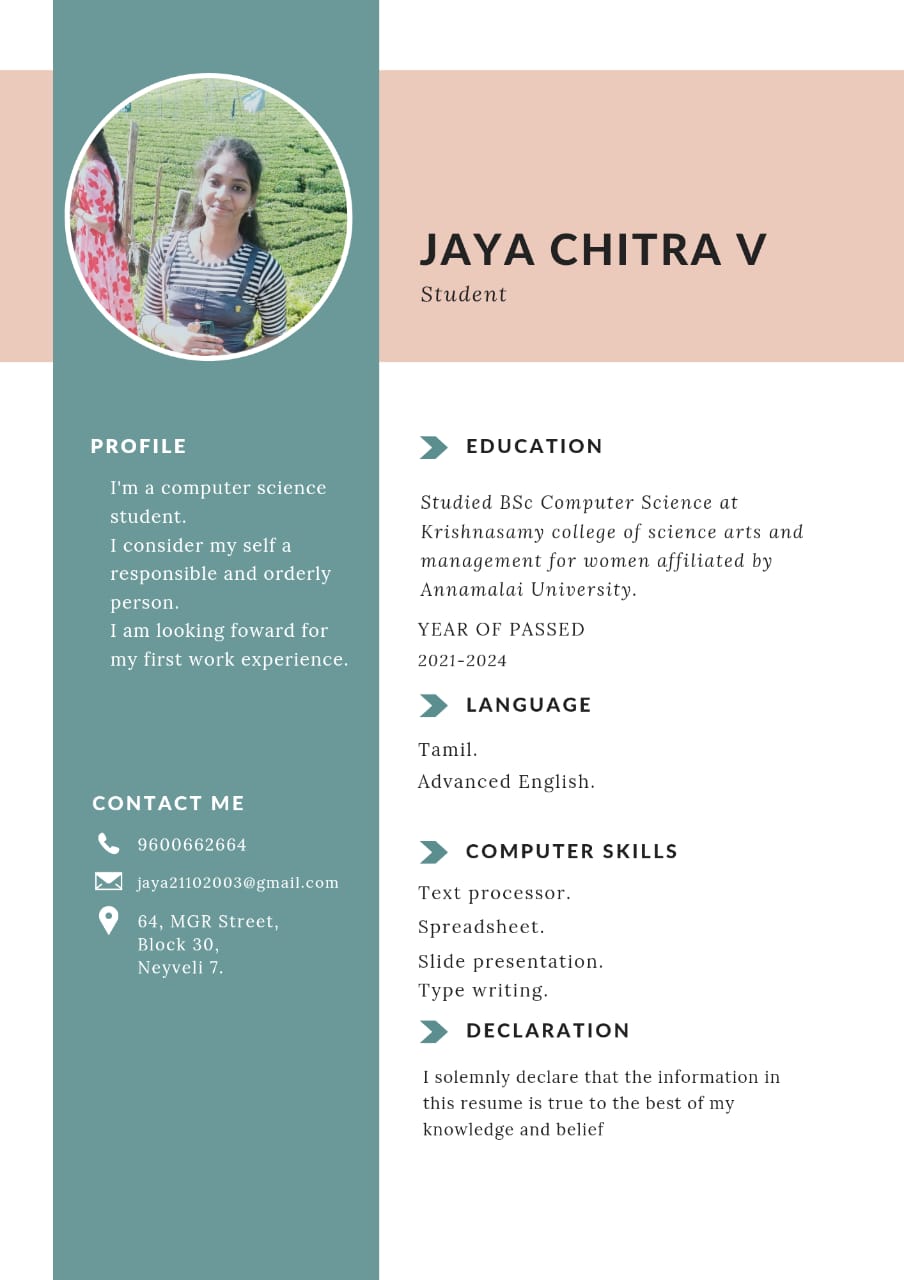 JAYA CHITRA V
Student
PROFILE
I'm a computer science
student.
I consider my self a
responsible and orderly
person.
I am looking foward for
my first work experience.
CONTACT ME
9600662664
jaya21102003@gmail.com
64, MGR Street,
Block 30,
Neyveli 7.
EDUCATION
Studied BSc Computer Science at
Krishnasamy college of science arts and
management for women affiliated by
Annamalai University.
YEAR OF PASSED
2021-2024
LANGUAGE
Tamil.
Advanced English.
COMPUTER SKILLS
Text processor.
Spreadsheet.
Slide presentation.
Type writing.
DECLARATION
I solemnly declare that the information in
this resume is true to the best of my
knowledge and belief